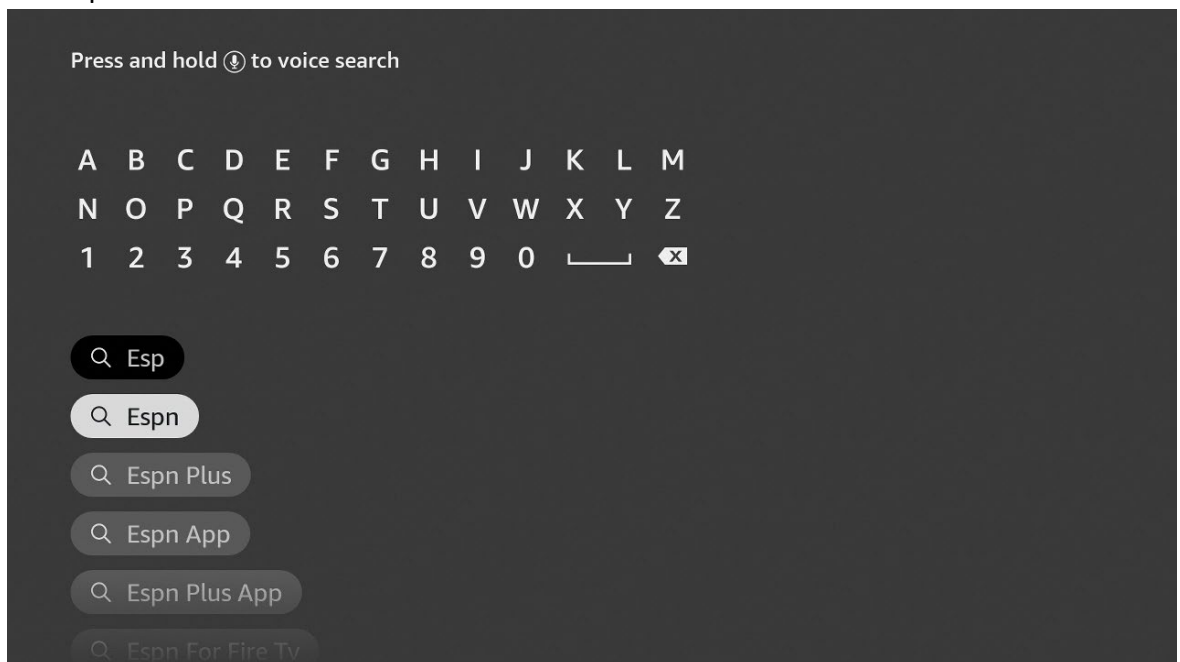 Press and hold to voice search
A B C D E F G H I J K L M
N O P Q R S T U V W X Y Z
1 2 3 4 5 6 7 8 9 0
Esp
Espn
Espn Plus
Espn App
Espn Plus App
Espn For Fire Tv